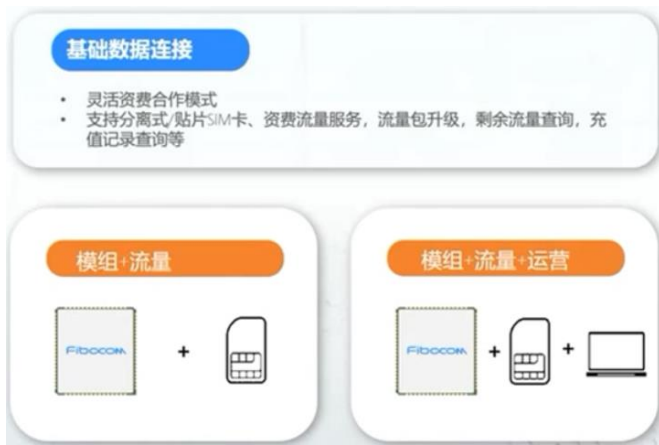 基础数据连接
• 灵活资费合作模式
• 支持分离式/贴片SIM卡、资费流量服务，流量包升级，剩余流量查询，充
值记录查询等
模组+流量
模组+流量+运营
Fibocom
+
Fibocom
+
+